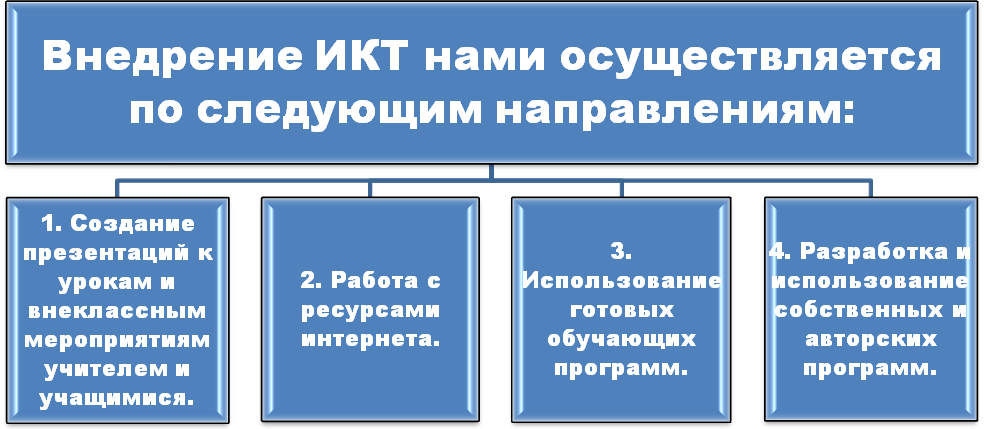 Внедрение ИКТ нами осуществляется
по следующим направлениям:
1. Создание
презентаций к
урокам и
внеклассным
мероприятиям
учителем и
учащимися.
2. Работа с
ресурсами
интернета.
3.
Использование
готовых
обучающих
программ.
4. Разработка и
использование
собственных и
авторских
программ.